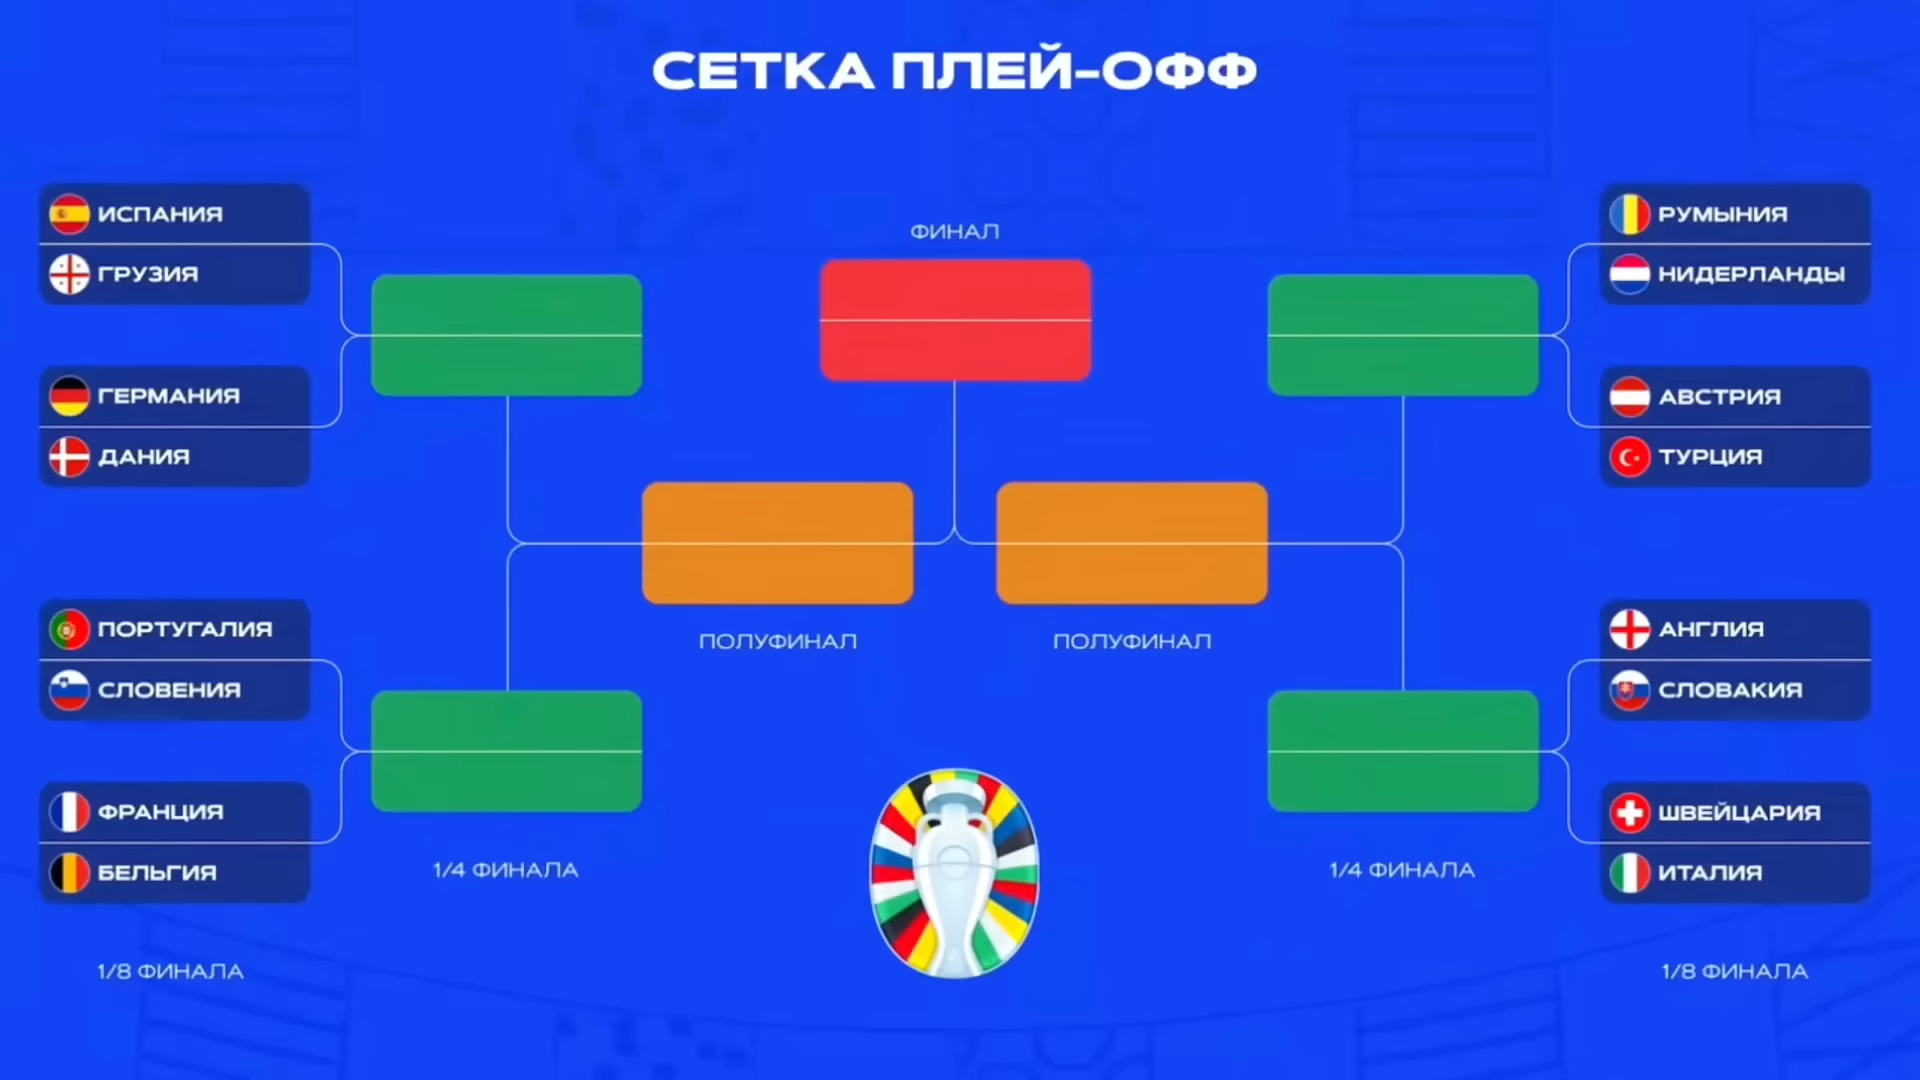 СЕТКА ПЛЕЙ-ОФФ
ИСПАНИЯ
ГРУЗИЯ
ГЕРМАНИЯ
ДАНИЯ
ПОРТУГАЛИЯ
СЛОВЕНИЯ
ФРАНЦИЯ
БЕЛЬГИЯ
1/8 ФИНАЛА
1/4 ФИНАЛА
ФИНАЛ
ПОЛУФИНАЛ
ПОЛУФИНАЛ
1/4 ФИНАЛА
РУМЫНИЯ
НИДЕРЛАНДЫ
АВСТРИЯ
ТУРЦИЯ
АНГЛИЯ
СЛОВАКИЯ
ШВЕЙЦАРИЯ
ИТАЛИЯ
1/8 ФИНАЛА